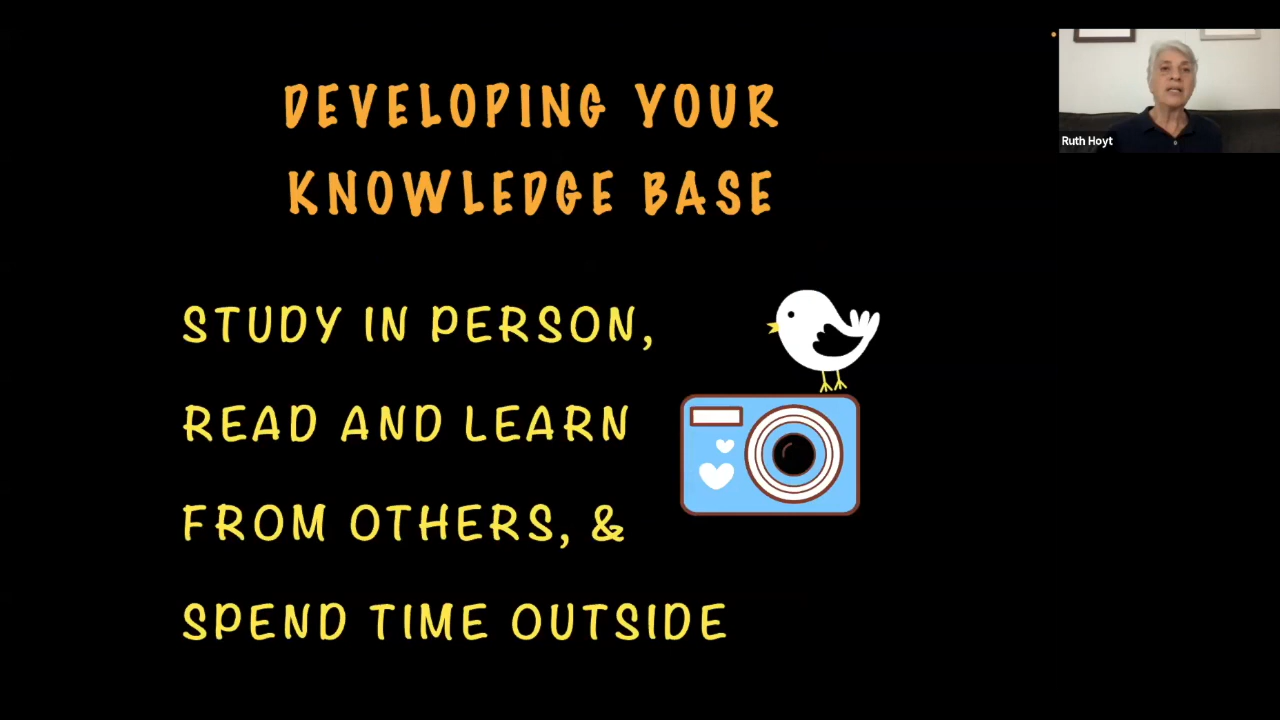 DEVELOPING YOUR
KNOWLEDGE BASE
STUDY IN PERSON,
READ AND LEARN
FROM OTHERS, &
SPEND TIME OUTSIDE
Ruth Hoyt